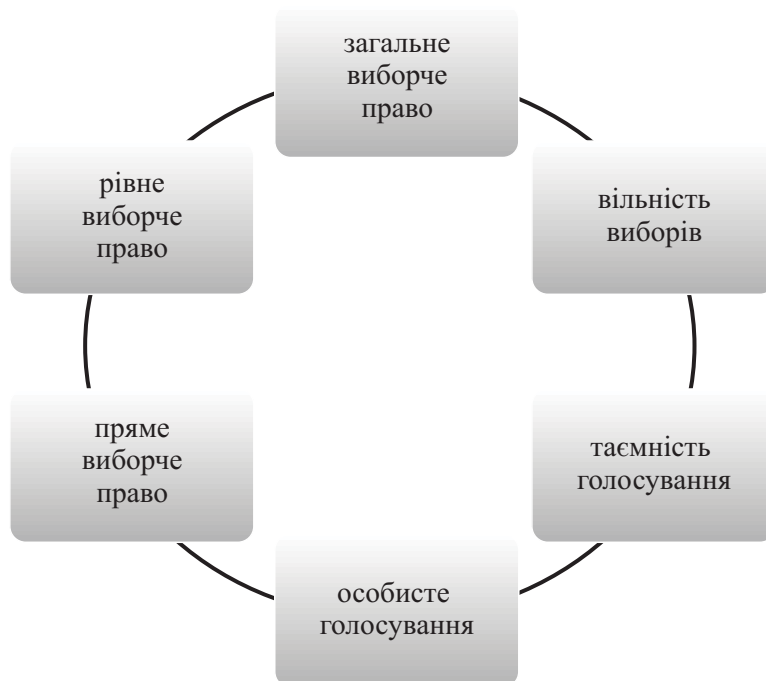 загальне
виборче
право
вільність
виборів
таємність
голосування
особисте
голосування
пряме
виборче
право
рівне
виборче
право